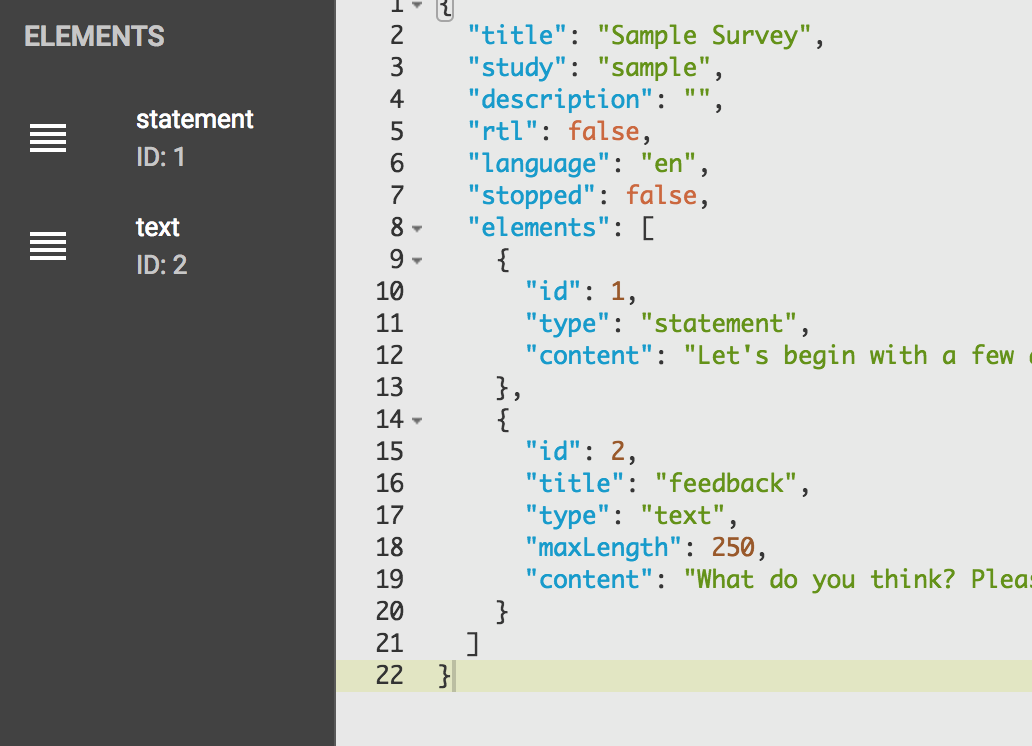 ELEMENTS
statement
ID: 1
text
ID: 2
1 {
2 "title": "Sample Survey",
3 "study": "sample",
4 "description": "",
5 "rtl": false,
6 "language": "en",
7 "stopped": false,
8 "elements": [
9 {
10 "id": 1,
11 "type": "statement",
12 "content": "Let's begin with a few
13 },
14 {
15 "id": 2,
16 "title": "feedback",
17 "type": "text",
18 "maxLength": 250,
19 "content": "What do you think?
20 }
21 ]
22 }